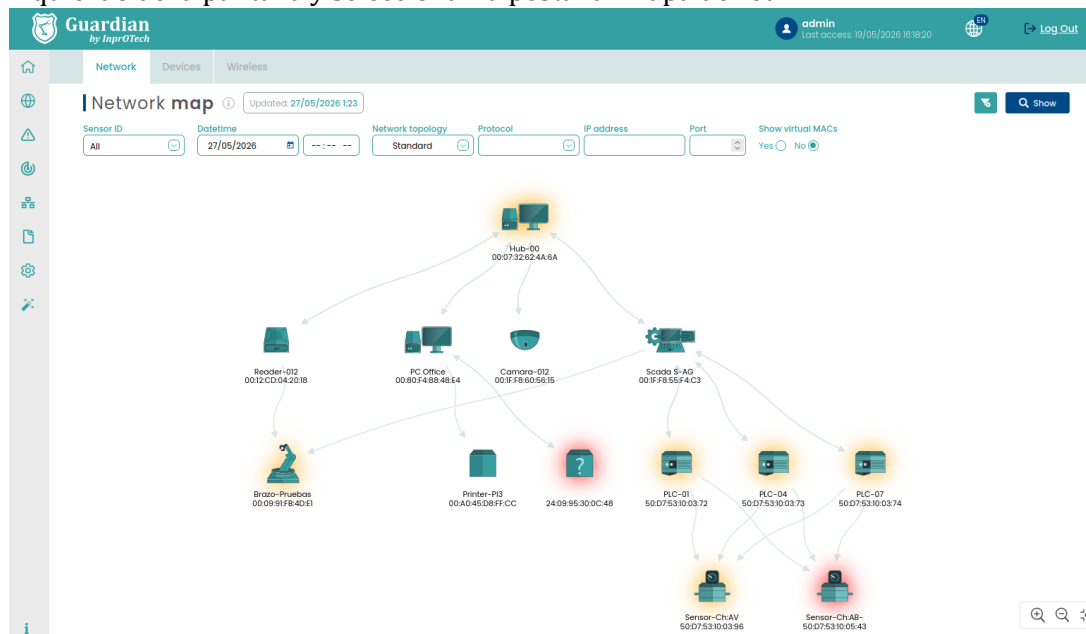 Guardian
by InprOTech
admin
Last access: 19/05/2026 16:18:20
EN
Log Out
Network Devices Wireless
Network map
i
Updated: 27/05/2026 1:23
Show
Sensor ID Datetime Network topology Protocol IP address Port Show virtual MACs
All 27/05/2026 --:-- -- Standard Yes No
Hub-00
00:07:32:62:4A:6A
Reader-012 PC Office Camara-012 Scada S-AG
00:12:CD:04:20:18 00:80:F4:88:48:E4 00:1F:F8:60:56:15 00:1F:F8:55:F4:C3
?
Brazo-Pruebas Printer-PI3 PLC-01 PLC-04 PLC-07
00:09:91:FB:4D:E1 00:A0:45:D8:FF:CC 24:09:95:30:0C:48 50:D7:53:10:03:72 50:D7:53:10:03:73 50:D7:53:10:03:74
Sensor-Ch:AV Sensor-Ch:AB-
50:D7:53:10:03:96 50:D7:53:10:05:43
i